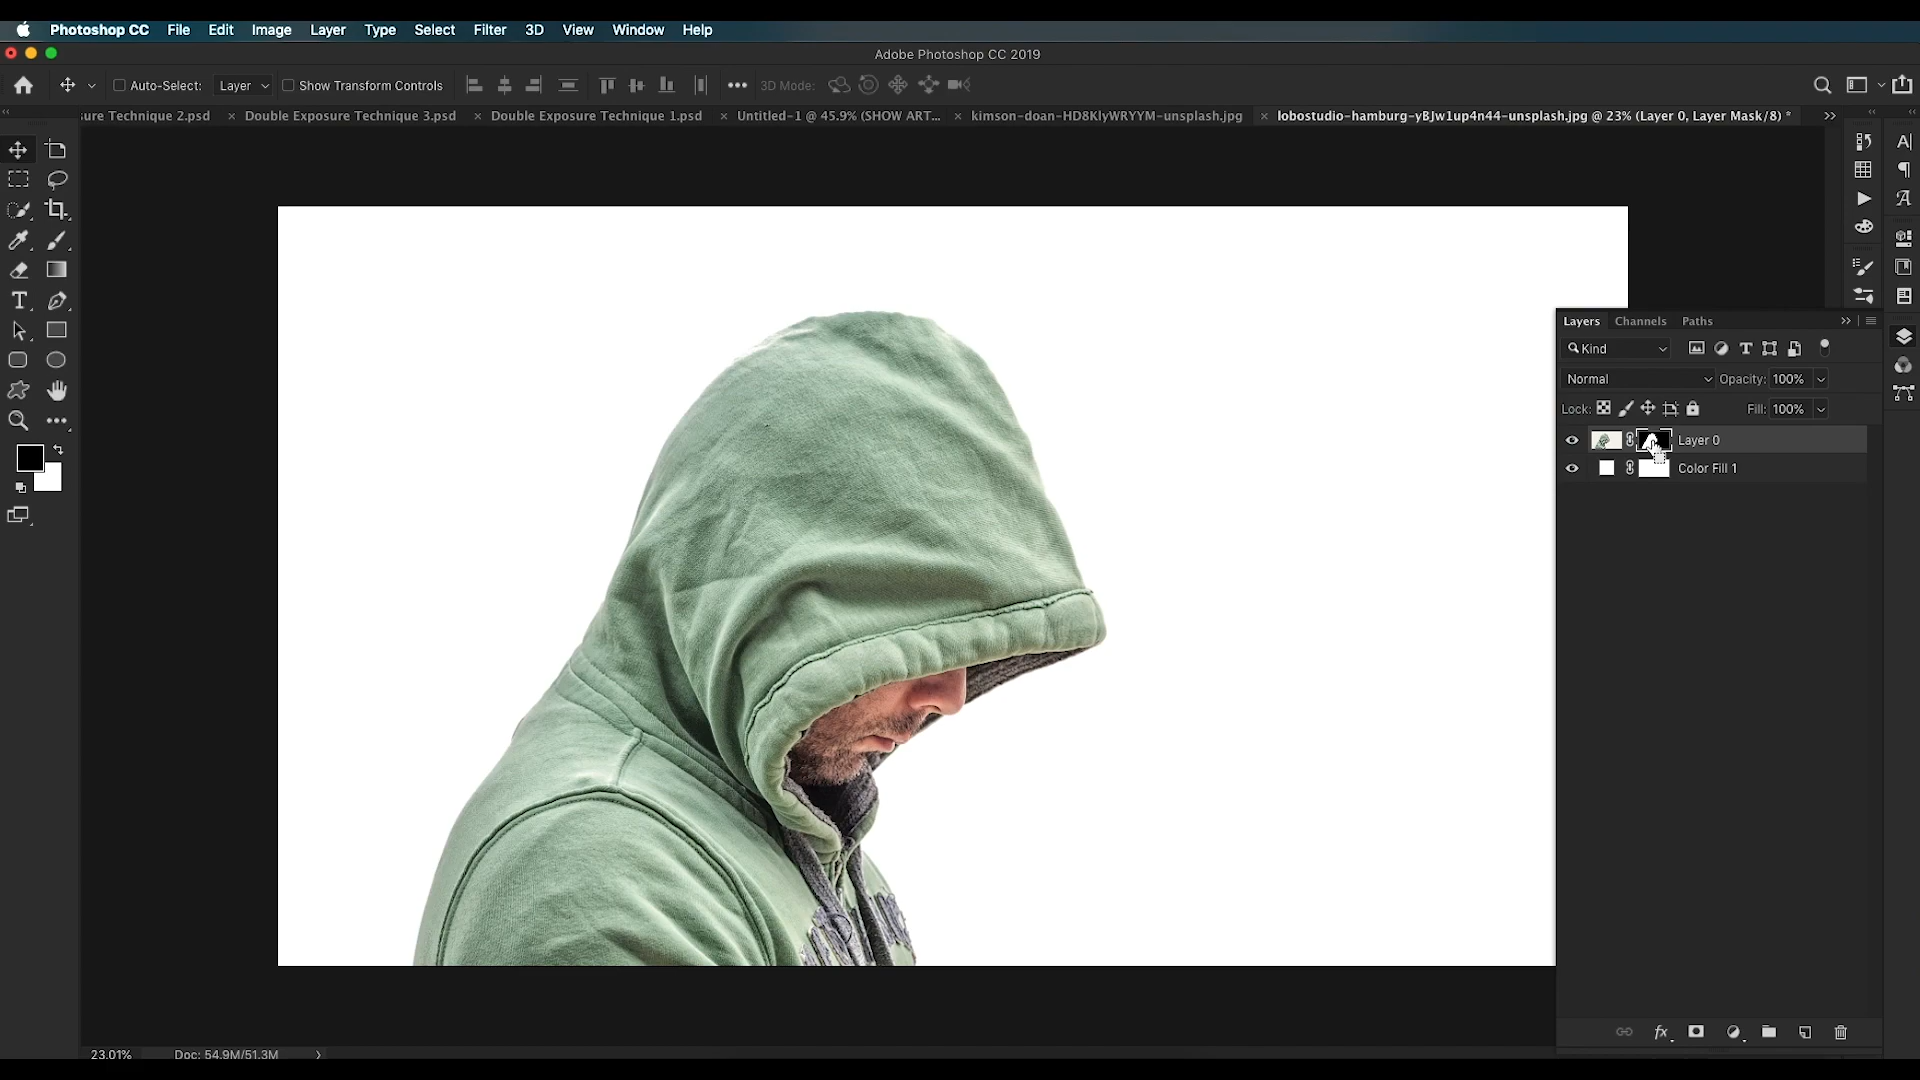 Photoshop CC File Edit Image Layer Type Select Filter 3D View Window Help
Adobe Photoshop CC 2019
Auto-Select: Layer Show Transform Controls 3D Mode:
ure Technique 2.psd × Double Exposure Technique 3.psd × Double Exposure Technique 1.psd × Untitled-1 @ 45.9% (SHOW ART... × kimson-doan-HD8KlyWRYYM-unsplash.jpg × lobostudio-hamburg-yBJw1up4n44-unsplash.jpg @ 23% (Layer 0, Layer Mask/8) *
Layers Channels Paths
Kind
Normal Opacity: 100%
Lock: Fill: 100%
Layer 0
Color Fill 1
23.01% Doc: 54.9M/51.3M